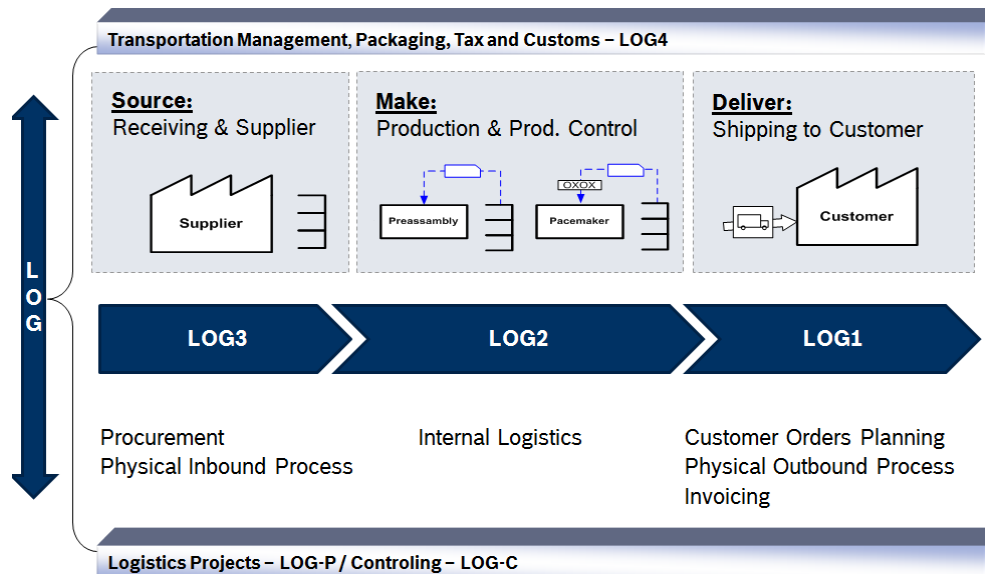 Transportation Management, Packaging, Tax and Customs – LOG4
Source:
Receiving & Supplier
Supplier
Make:
Production & Prod. Control
Preassambly
OXOX
Pacemaker
Deliver:
Shipping to Customer
Customer
L
O
G
LOG3
LOG2
LOG1
Procurement
Physical Inbound Process
Internal Logistics
Customer Orders Planning
Physical Outbound Process
Invoicing
Logistics Projects – LOG-P / Controling – LOG-C